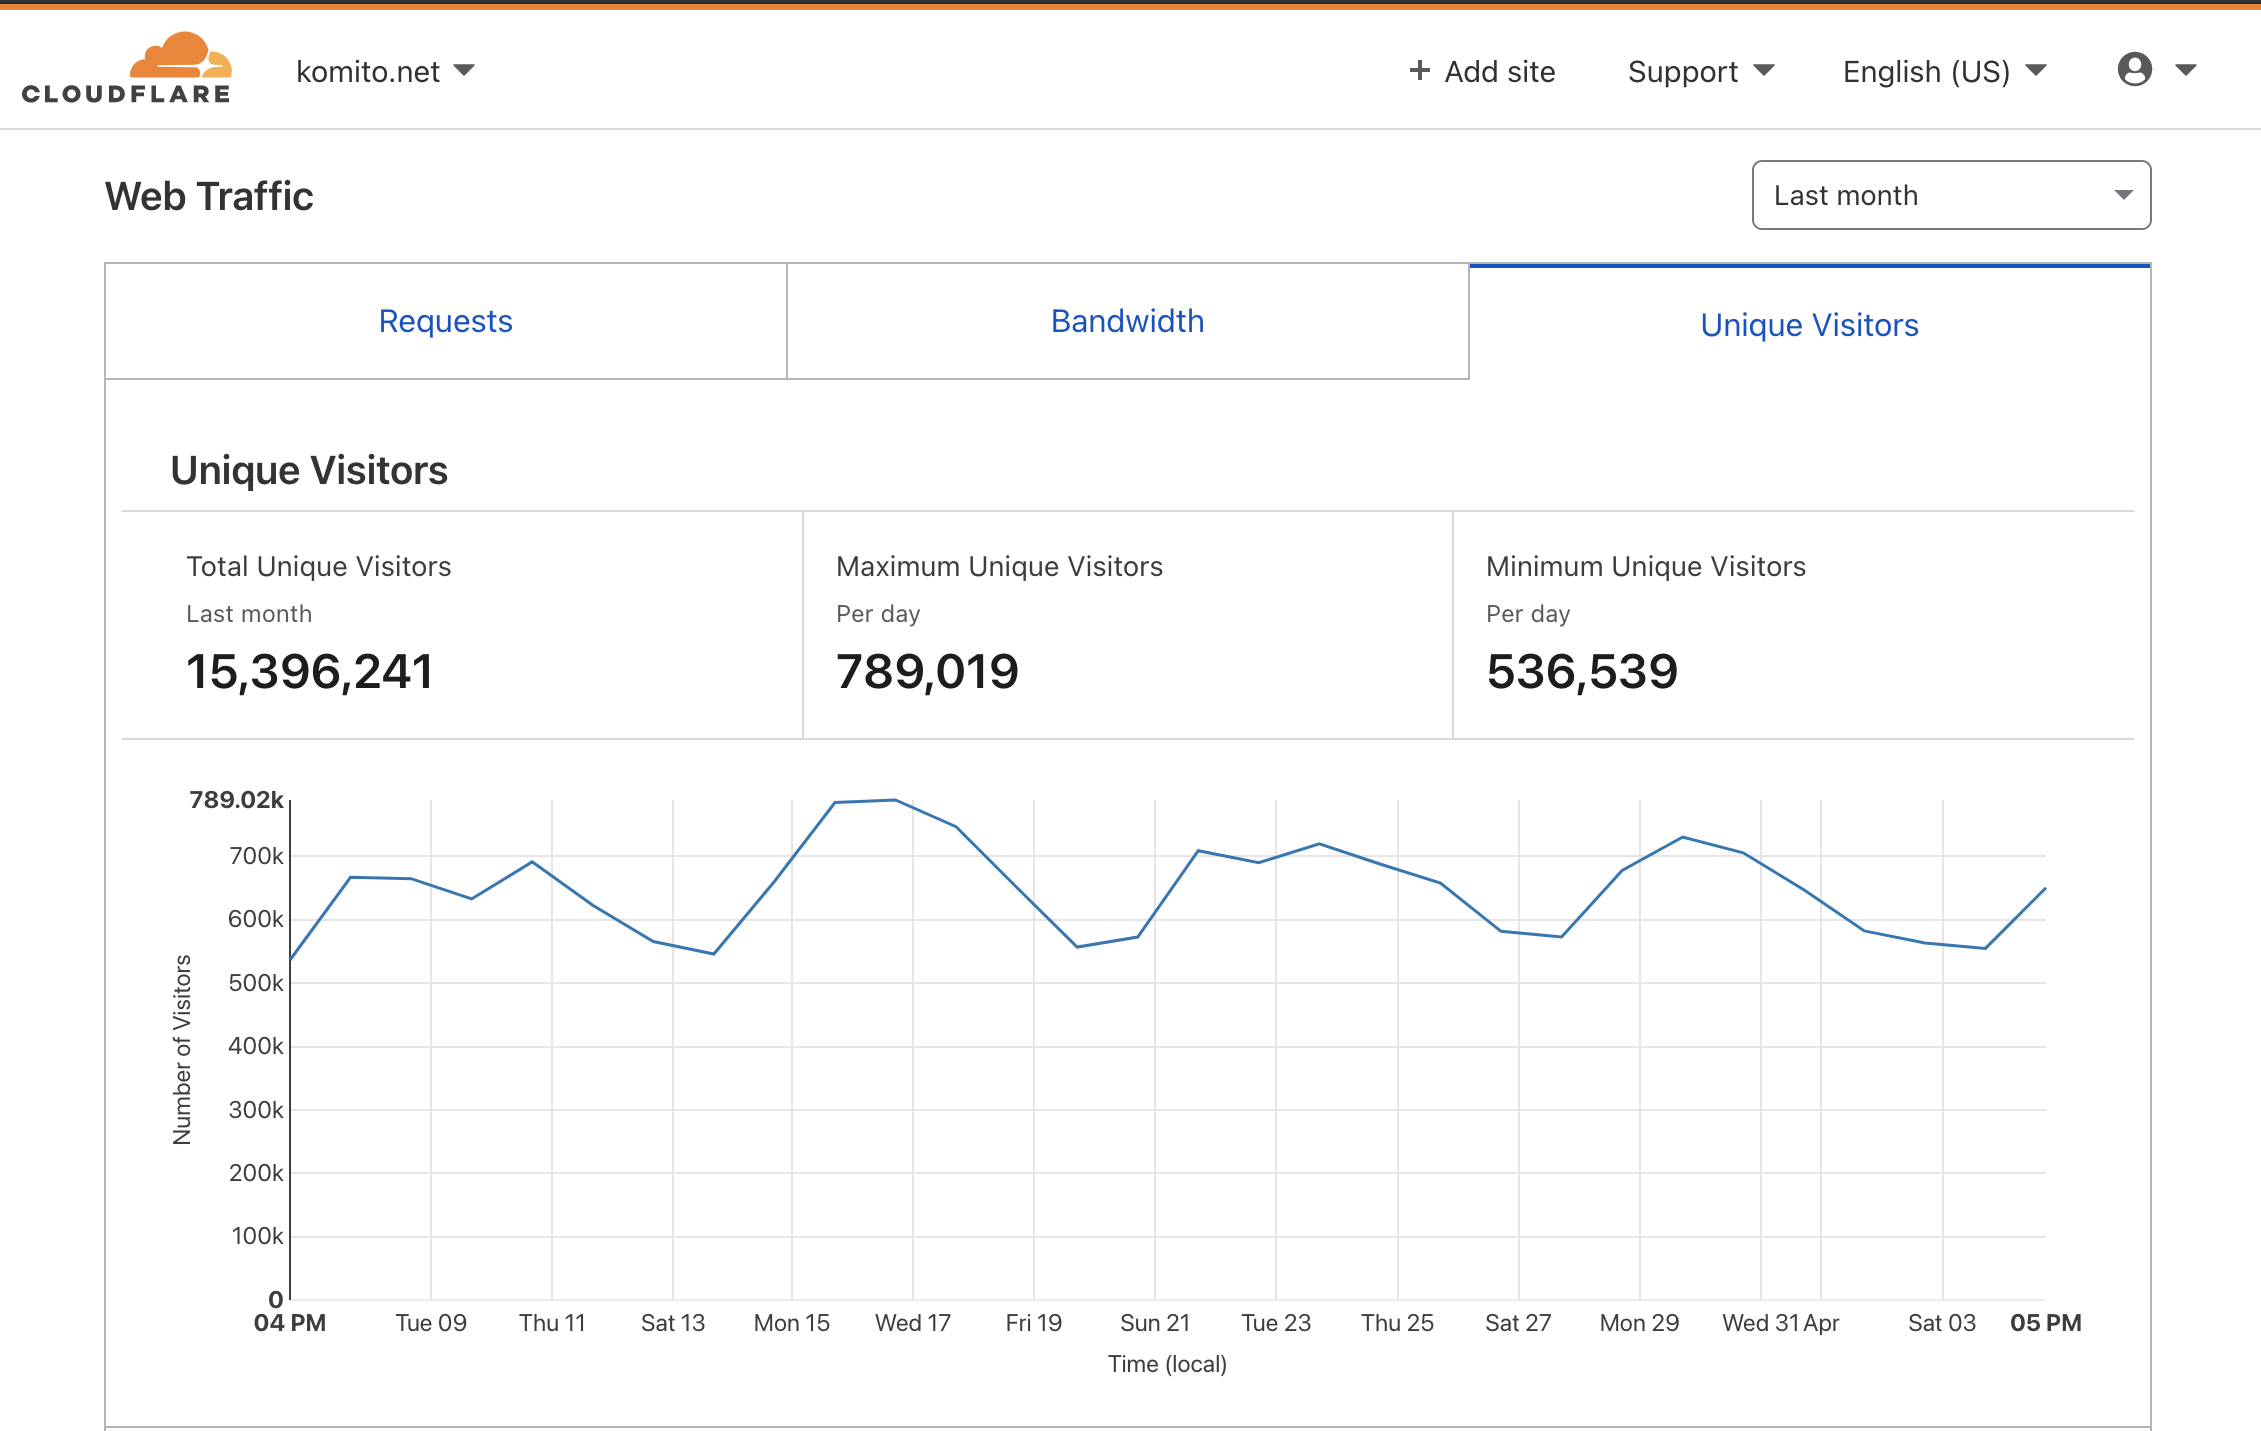 CLOUDFLARE
komito.net
+ Add site
Support
English (US)
Web Traffic
Last month
Requests
Bandwidth
Unique Visitors
Unique Visitors
Total Unique Visitors
Last month
15,396,241
Maximum Unique Visitors
Per day
789,019
Minimum Unique Visitors
Per day
536,539
789.02k
700k
600k
500k
400k
300k
200k
100k
0
Number of Visitors
04 PM Tue 09 Thu 11 Sat 13 Mon 15 Wed 17 Fri 19 Sun 21 Tue 23 Thu 25 Sat 27 Mon 29 Wed 31 Apr Sat 03 05 PM
Time (local)